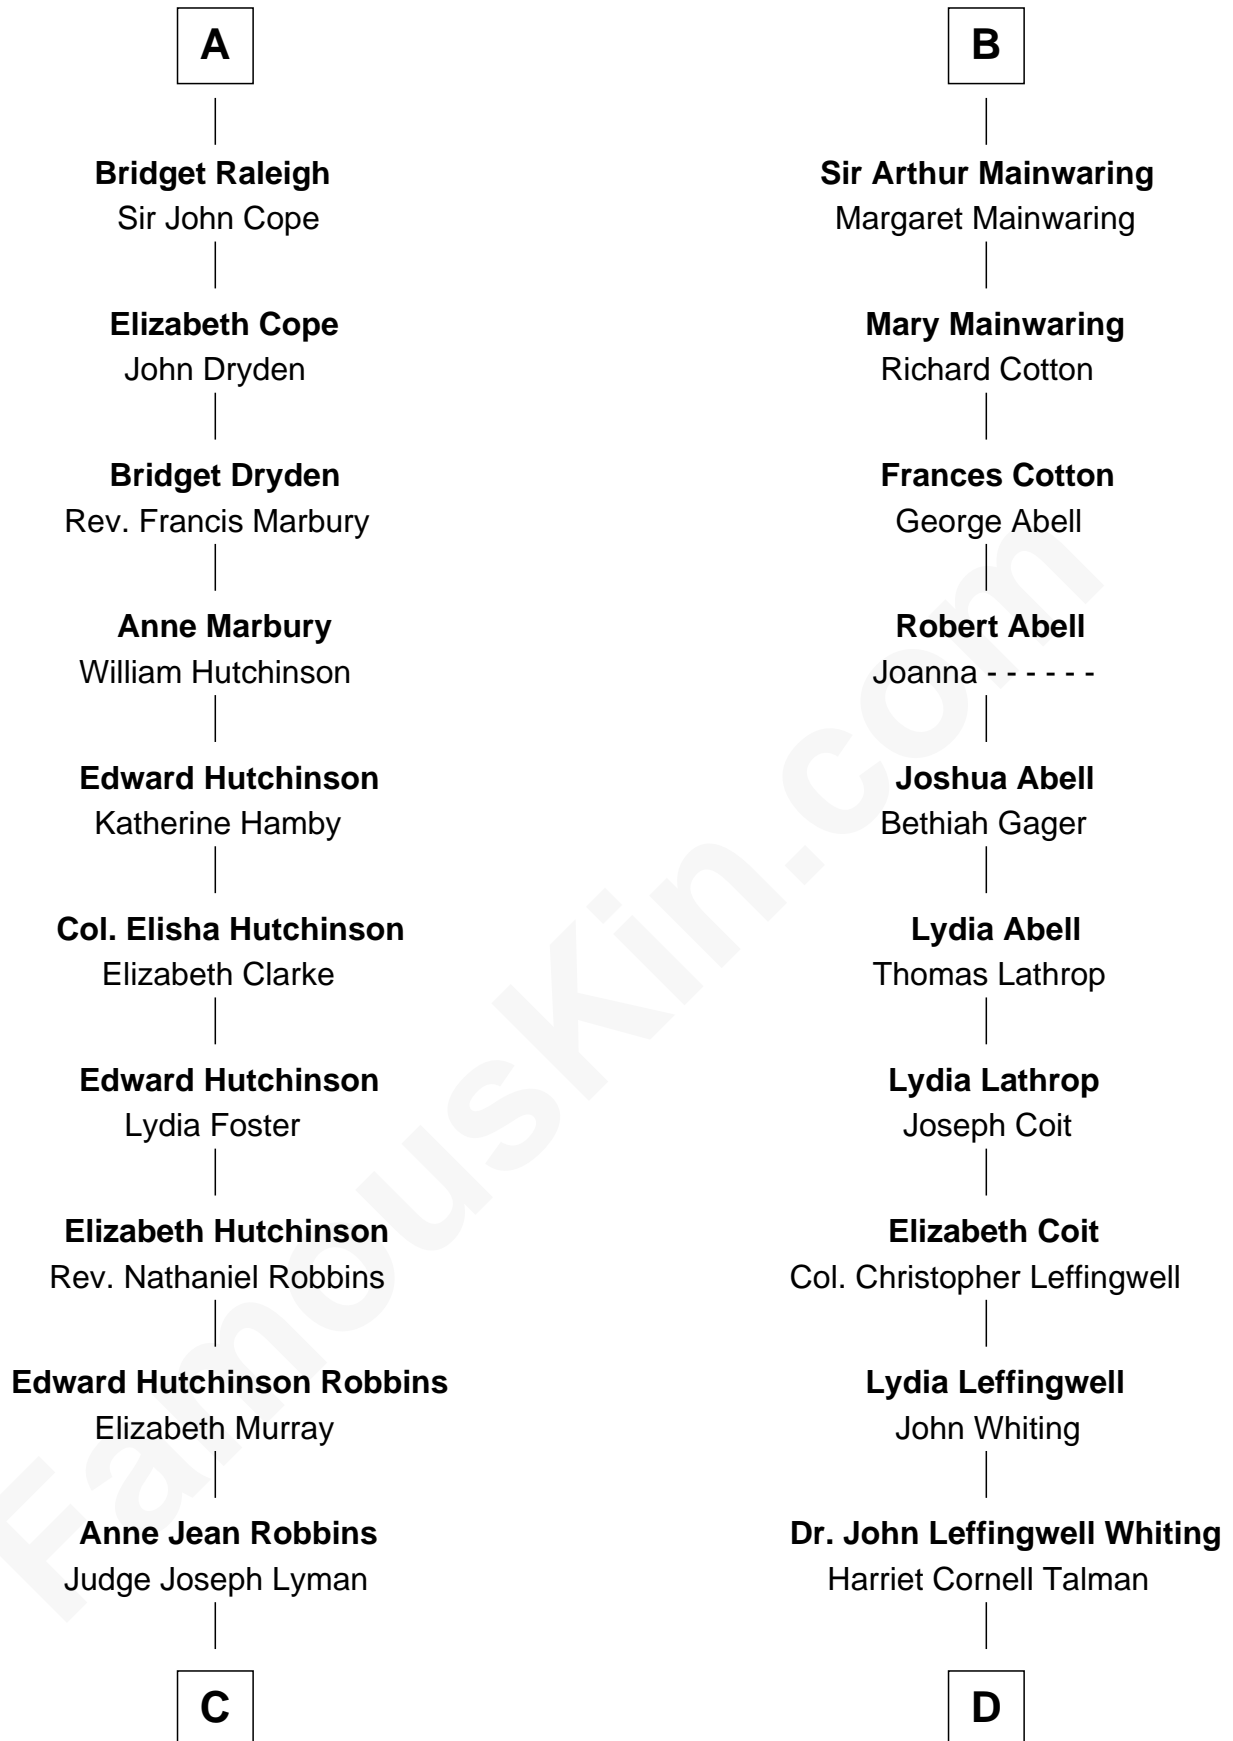 A
Bridget Raleigh
Sir John Cope
Elizabeth Cope
John Dryden
Bridget Dryden
Rev. Francis Marbury
Anne Marbury
William Hutchinson
Edward Hutchinson
Katherine Hamby
Col. Elisha Hutchinson
Elizabeth Clarke
Edward Hutchinson
Lydia Foster
Elizabeth Hutchinson
Rev. Nathaniel Robbins
Edward Hutchinson Robbins
Elizabeth Murray
Anne Jean Robbins
Judge Joseph Lyman
C
B
Sir Arthur Mainwaring
Margaret Mainwaring
Mary Mainwaring
Richard Cotton
Frances Cotton
George Abell
Robert Abell
Joanna - - - - - -
Joshua Abell
Bethiah Gager
Lydia Abell
Thomas Lathrop
Lydia Lathrop
Joseph Coit
Elizabeth Coit
Col. Christopher Leffingwell
Lydia Leffingwell
John Whiting
Dr. John Leffingwell Whiting
Harriet Cornell Talman
D
FamousKin.com